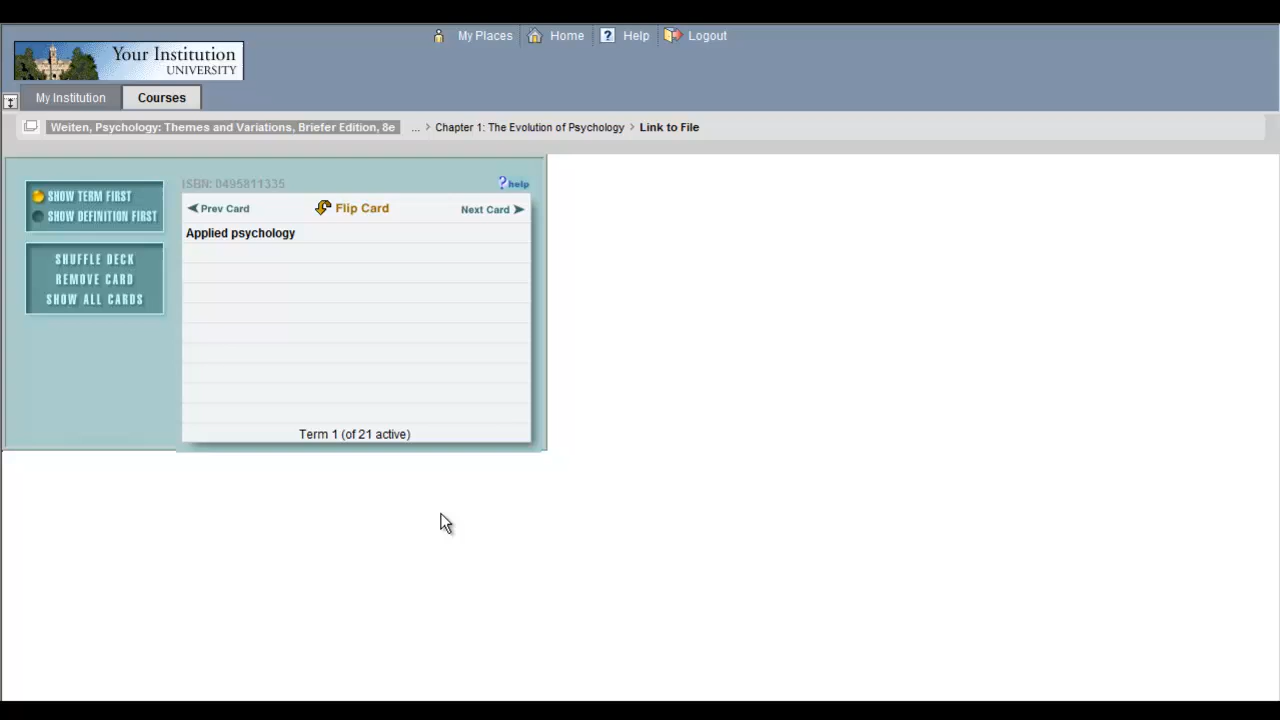 My Places Home ? Help Logout
Your Institution
UNIVERSITY
My Institution Courses
Weiten, Psychology: Themes and Variations, Briefer Edition, 8e ... > Chapter 1: The Evolution of Psychology > Link to File
ISBN: 0495811335 ?help
SHOW TERM FIRST
SHOW DEFINITION FIRST
Prev Card Flip Card Next Card
Applied psychology
SHUFFLE DECK
REMOVE CARD
SHOW ALL CARDS
Term 1 (of 21 active)